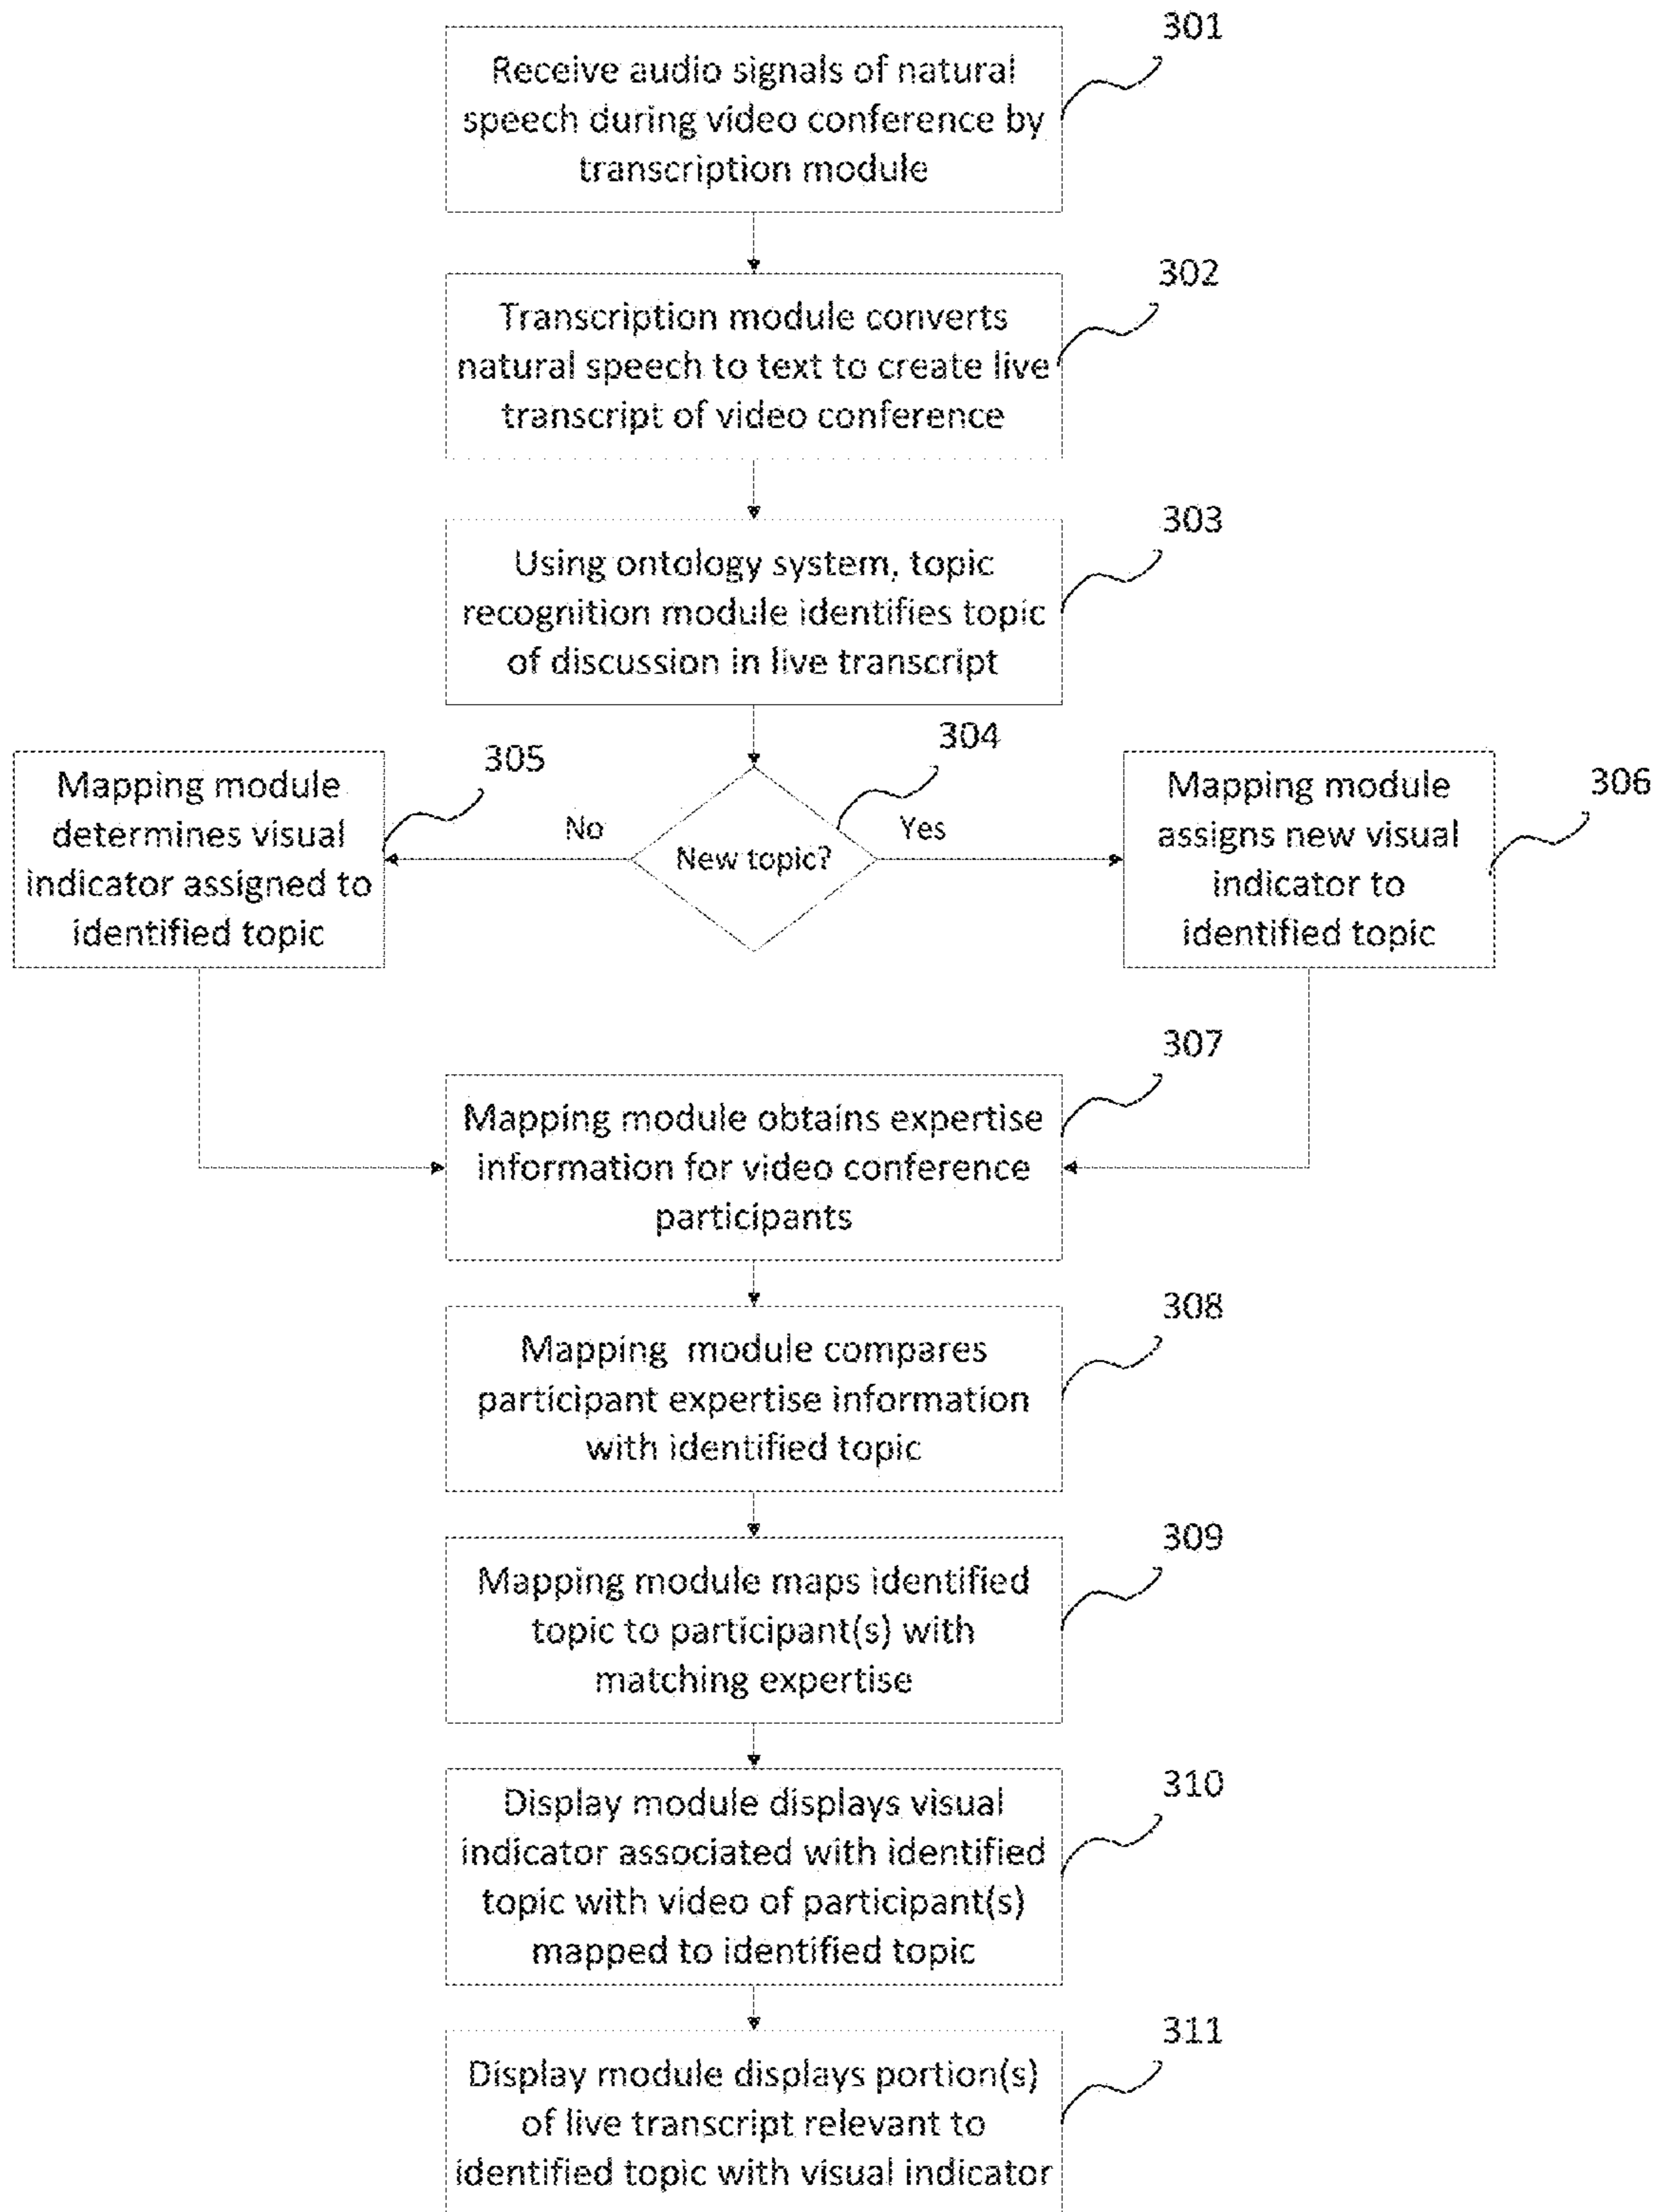 301
Receive audio signals of natural
speech during video conference by
transcription module
302
Transcription module converts
natural speech to text to create live
transcript of video conference
303
Using ontology system, topic
recognition module identifies topic
of discussion in live transcript
304
305
Mapping module
determines visual
indicator assigned to
identified topic
No
New topic?
Yes
306
Mapping module
assigns new visual
indicator to
identified topic
307
Mapping module obtains expertise
information for video conference
participants
308
Mapping module compares
participant expertise information
with identified topic
309
Mapping module maps identified
topic to participant(s) with
matching expertise
310
Display module displays visual
indicator associated with identified
topic with video of participant(s)
mapped to identified topic
311
Display module displays portion(s)
of live transcript relevant to
identified topic with visual indicator